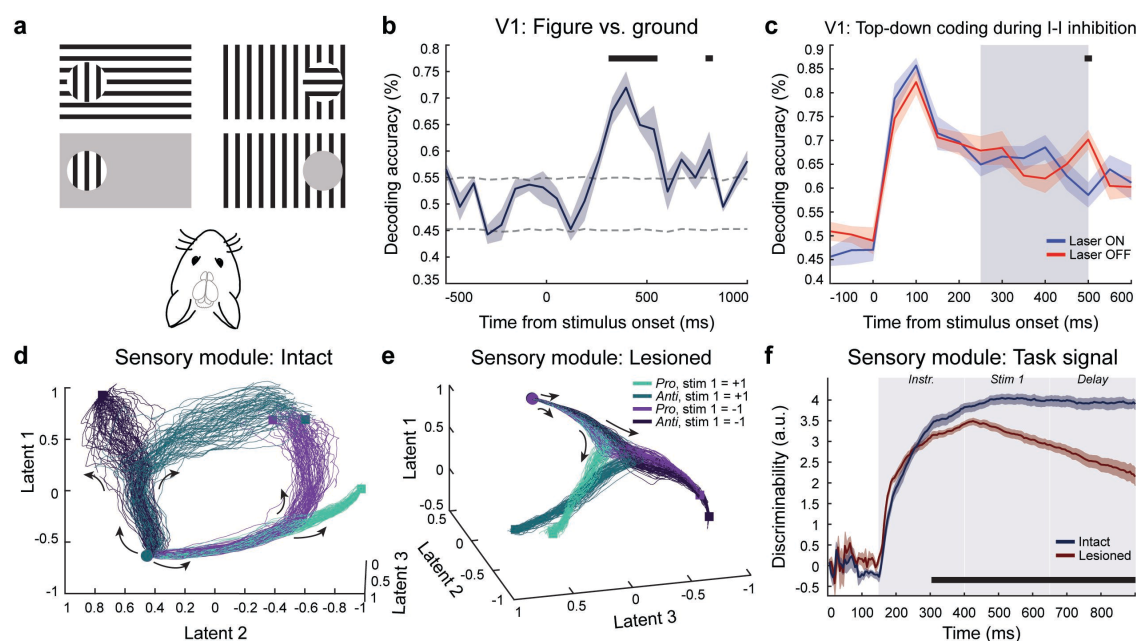 a
b
V1: Figure vs. ground
Decoding accuracy (%)
0.8
0.75
0.7
0.65
0.6
0.55
0.5
0.45
0.4
0.35
-500
0
500
1000
Time from stimulus onset (ms)
c
V1: Top-down coding during I-I inhibition
Decoding accuracy (%)
0.9
0.85
0.8
0.75
0.7
0.65
0.6
0.55
0.5
0.45
0.4
Laser ON
Laser OFF
-100
0
100
200
300
400
500
600
Time from stimulus onset (ms)
d
Sensory module: Intact
Latent 1
1
0.5
0
-0.5
-1
1
0.8
0.6
0.4
0.2
0
-0.2
-0.4
-0.6
-0.8
-1
Latent 2
0
0.5
1
Latent 3
e
Sensory module: Lesioned
Pro, stim 1 = +1
Anti, stim 1 = +1
Pro, stim 1 = -1
Anti, stim 1 = -1
Latent 1
1
0.5
0
-0.5
-1
0.5
0
-0.5
-1
Latent 2
1
0.5
0
-0.5
-1
Latent 3
f
Sensory module: Task signal
Instr.
Stim 1
Delay
Discriminability (a.u.)
4.5
4
3.5
3
2.5
2
1.5
1
0.5
0
-0.5
Intact
Lesioned
0
100
200
300
400
500
600
700
800
Time (ms)